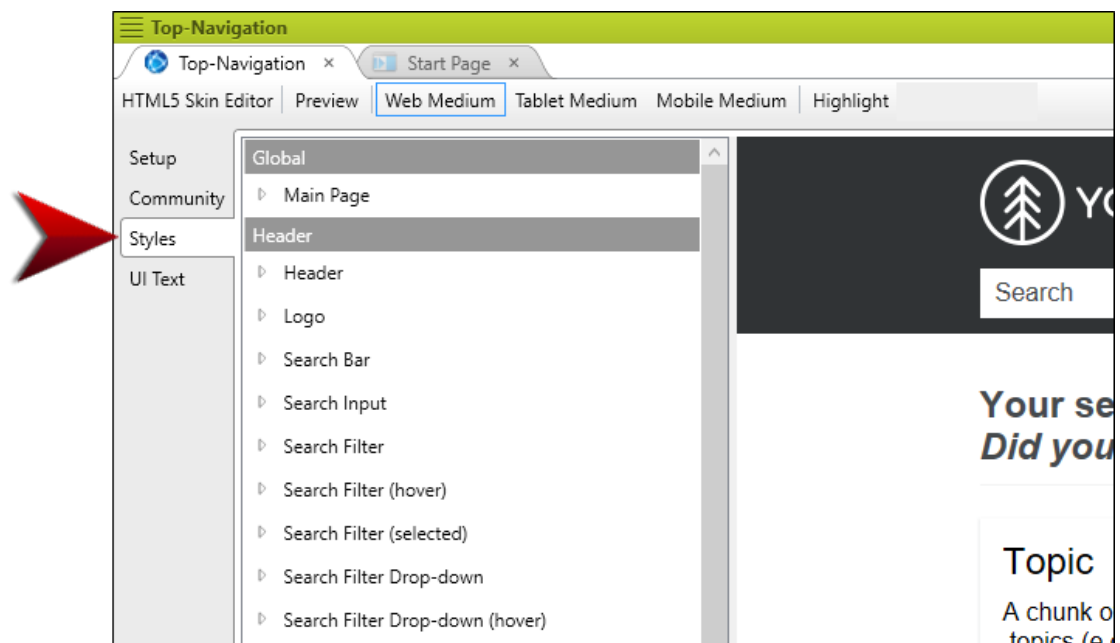 Top-Navigation
Top-Navigation × Start Page ×
HTML5 Skin Editor Preview Web Medium Tablet Medium Mobile Medium Highlight
Setup
Community
Styles
UI Text
Global
Main Page
Header
Header
Logo
Search Bar
Search Input
Search Filter
Search Filter (hover)
Search Filter (selected)
Search Filter Drop-down
Search Filter Drop-down (hover)
YO
Search
Your se
Did you
Topic
A chunk o
topics (e.